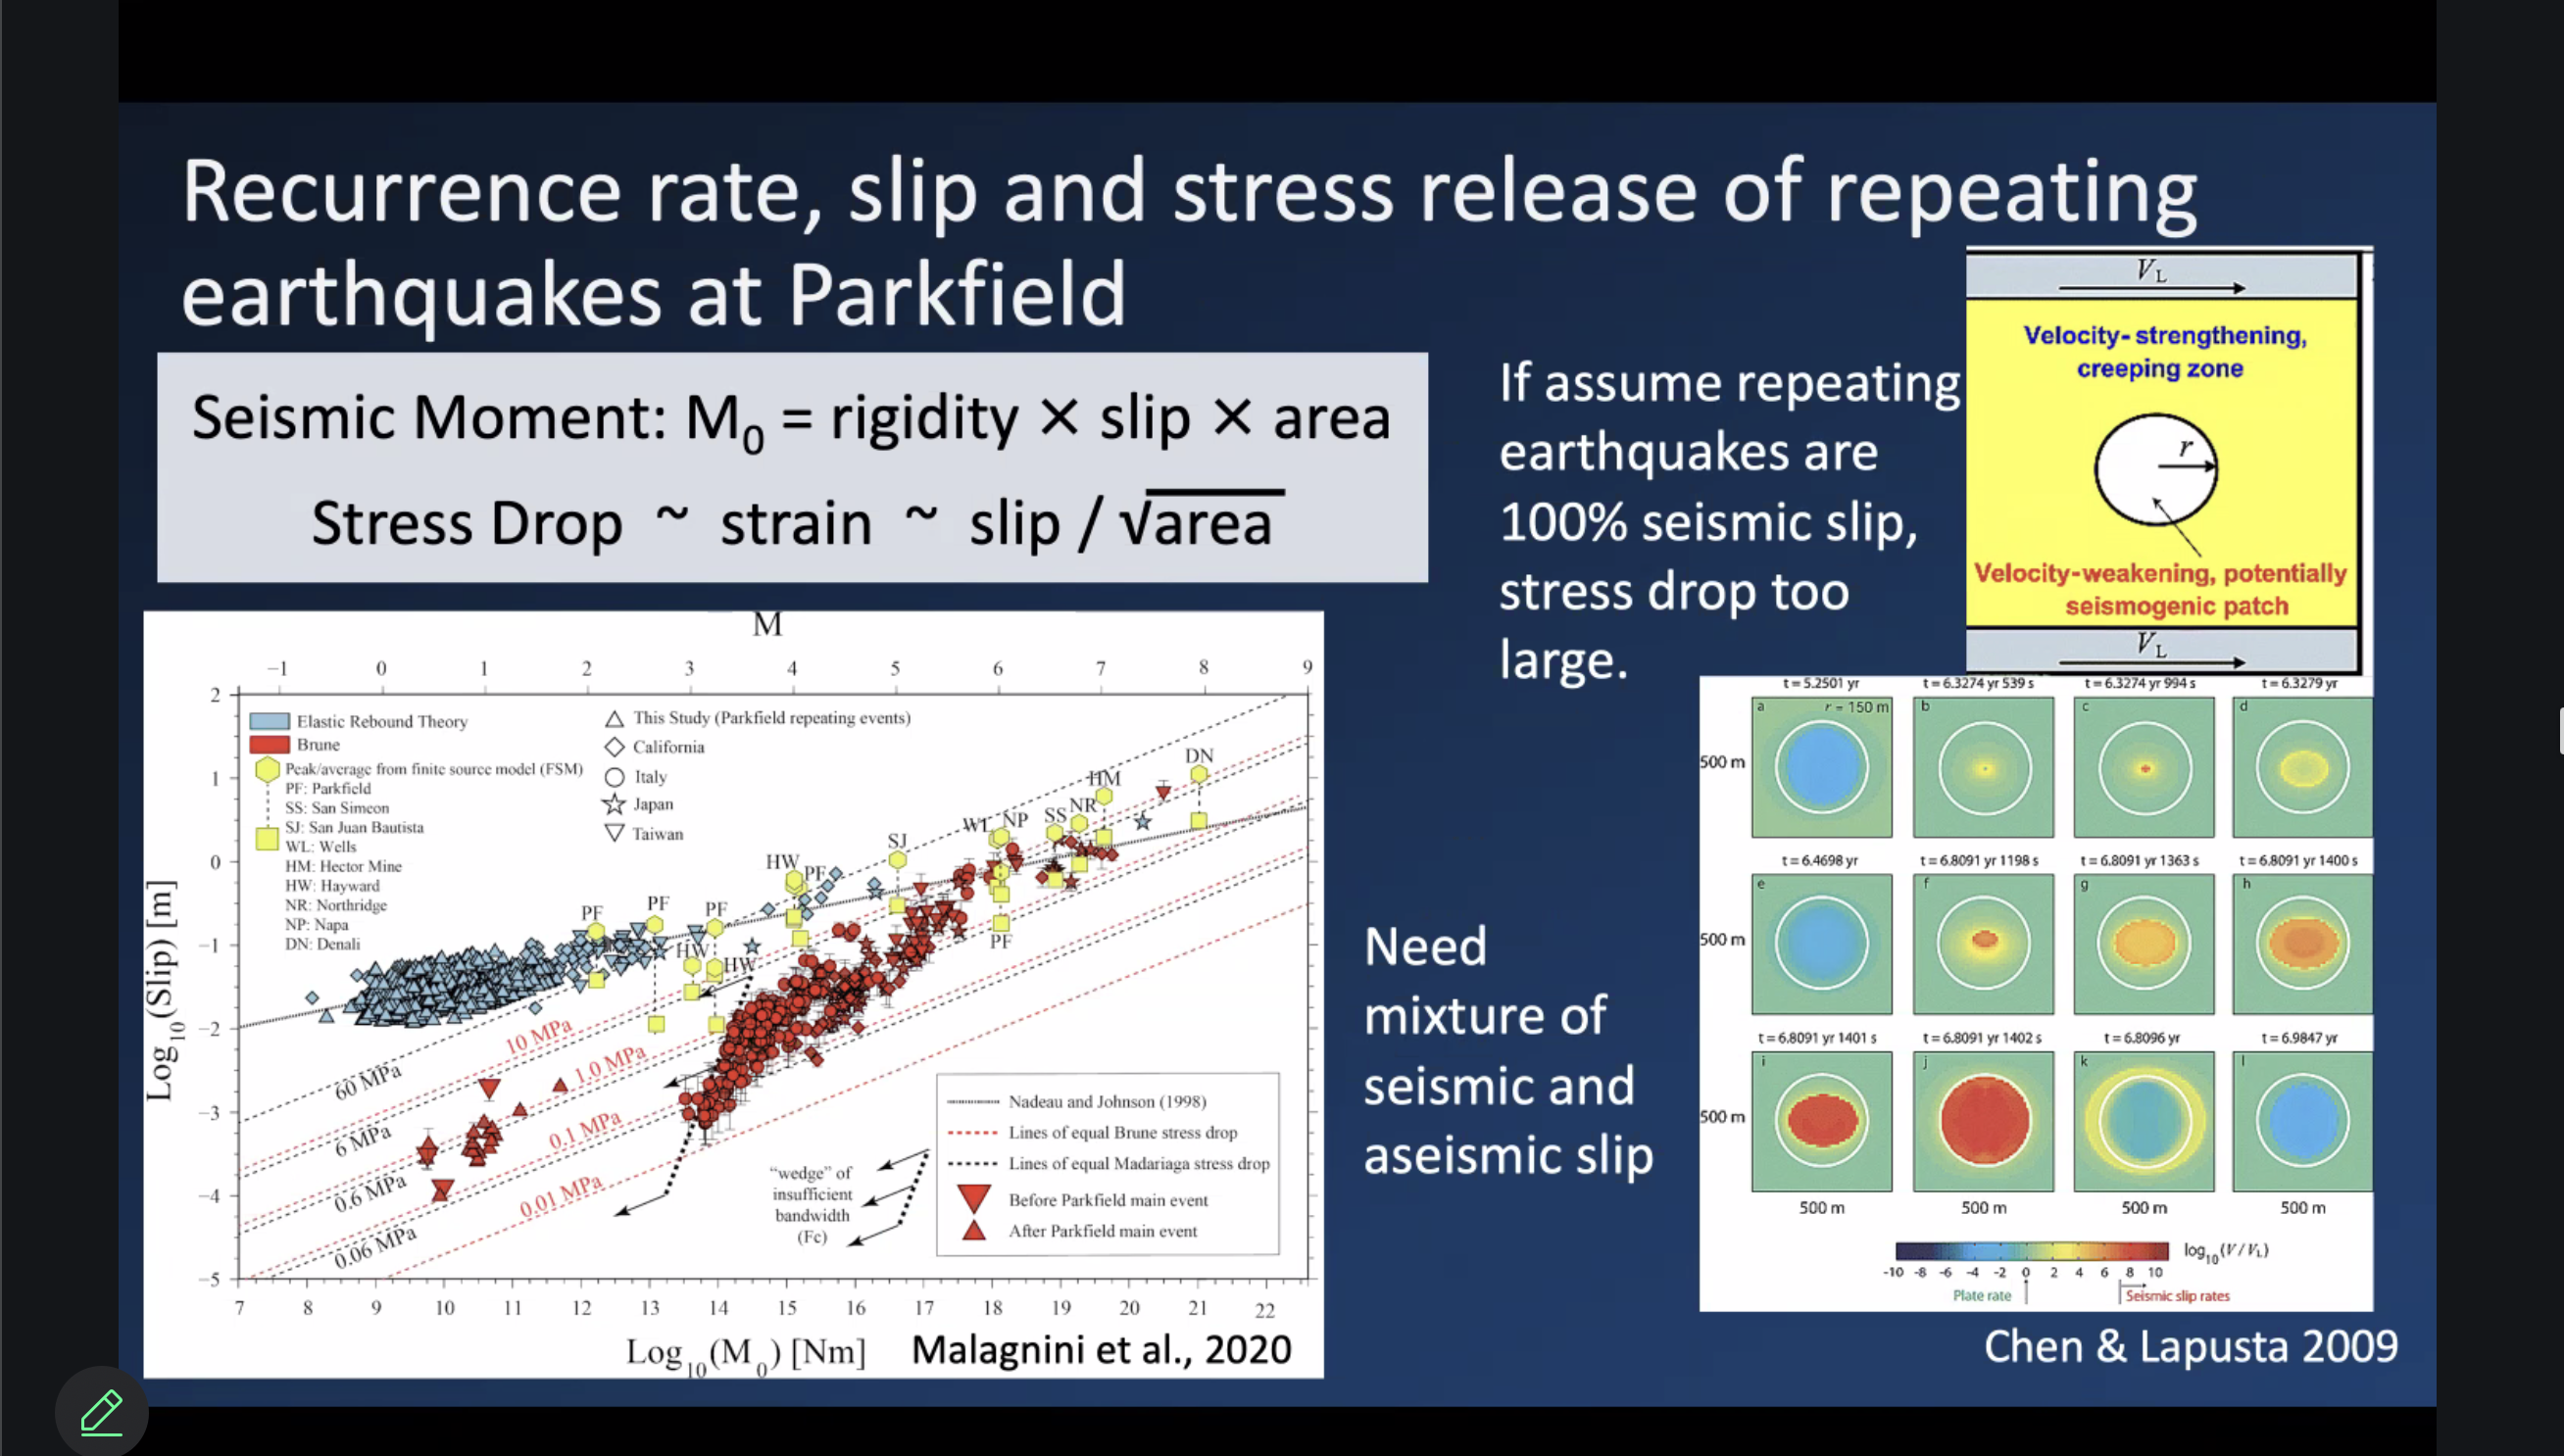 Recurrence rate, slip and stress release of repeating
earthquakes at Parkfield
Seismic Moment: M₀ = rigidity × slip × area
Stress Drop ~ strain ~ slip / √area
If assume repeating
earthquakes are
100% seismic slip,
stress drop too
large.
V_L
Velocity- strengthening,
creeping zone
r
Velocity-weakening, potentially
seismogenic patch
V_L
M
−1 0 1 2 3 4 5 6 7 8 9
2
1
0
−1
−2
−3
−4
−5
Log₁₀(Slip) [m]
Elastic Rebound Theory
Brune
Peak/average from finite source model (FSM)
PF: Parkfield
SS: San Simeon
SJ: San Juan Bautista
WL: Wells
HM: Hector Mine
HW: Hayward
NR: Northridge
NP: Napa
DN: Denali
This Study (Parkfield repeating events)
California
Italy
Japan
Taiwan
DN
HM
NR
SS
NP
WL
SJ
HW
PF
PF
PF
PF
HW
HW
PF
10 MPa
1.0 MPa
0.1 MPa
0.01 MPa
60 MPa
6 MPa
0.6 MPa
0.06 MPa
"wedge" of
insufficient
bandwidth
(Fc)
Nadeau and Johnson (1998)
Lines of equal Brune stress drop
Lines of equal Madariaga stress drop
Before Parkfield main event
After Parkfield main event
7 8 9 10 11 12 13 14 15 16 17 18 19 20 21 22
Log₁₀(M₀) [Nm]
Malagnini et al., 2020
Need
mixture of
seismic and
aseismic slip
t = 5.2501 yr t = 6.3274 yr 539 s t = 6.3274 yr 994 s t = 6.3279 yr
a r = 150 m b c d
500 m
t = 6.4698 yr t = 6.8091 yr 1198 s t = 6.8091 yr 1363 s t = 6.8091 yr 1400 s
e f g h
500 m
t = 6.8091 yr 1401 s t = 6.8091 yr 1402 s t = 6.8096 yr t = 6.9847 yr
i j k l
500 m
500 m 500 m 500 m 500 m
log₁₀(V/V_L)
-10 -8 -6 -4 -2 0 2 4 6 8 10
Plate rate Seismic slip rates
Chen & Lapusta 2009